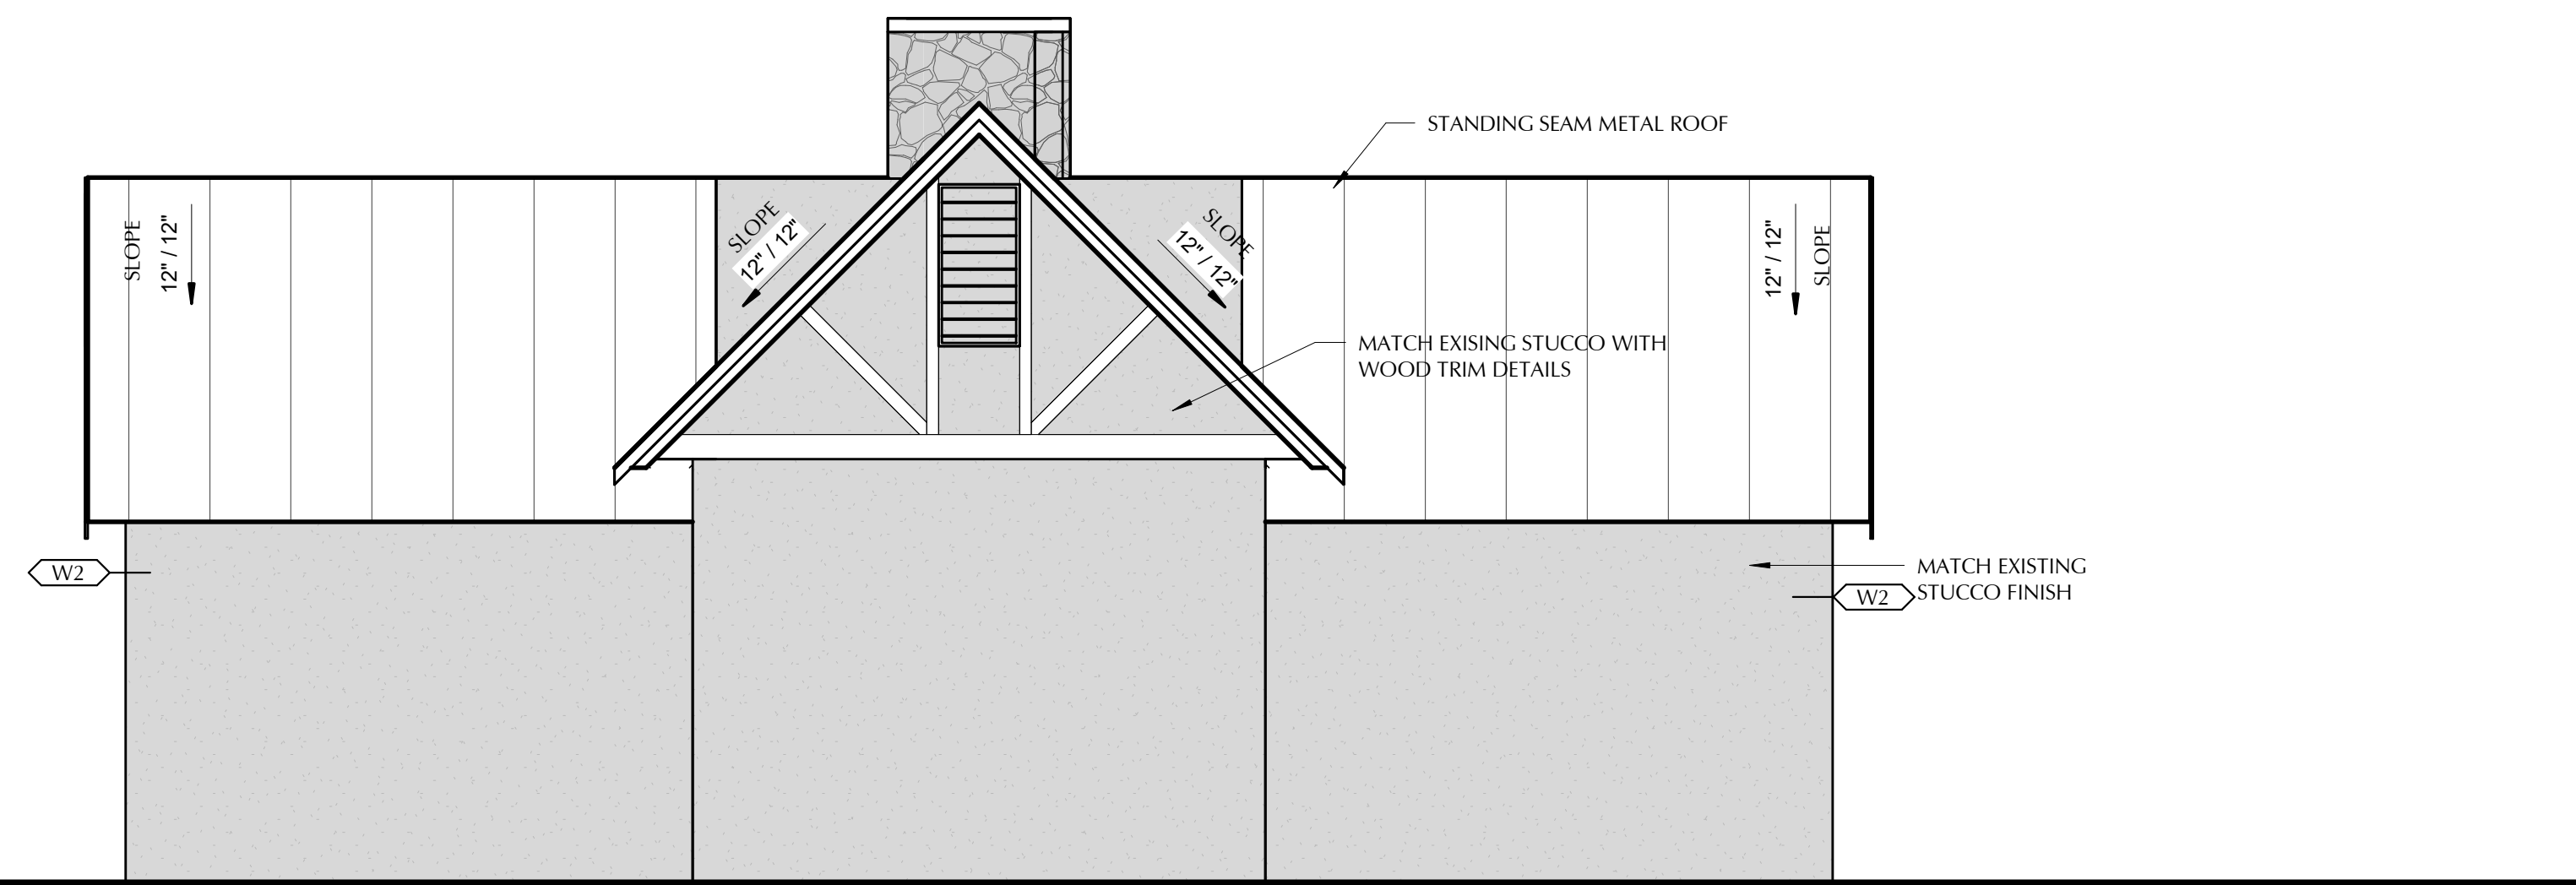 STANDING SEAM METAL ROOF
SLOPE
12" / 12"
SLOPE
12" / 12"
SLOPE
12" / 12"
12" / 12"
SLOPE
MATCH EXISING STUCCO WITH
WOOD TRIM DETAILS
W2
MATCH EXISTING
STUCCO FINISH
W2